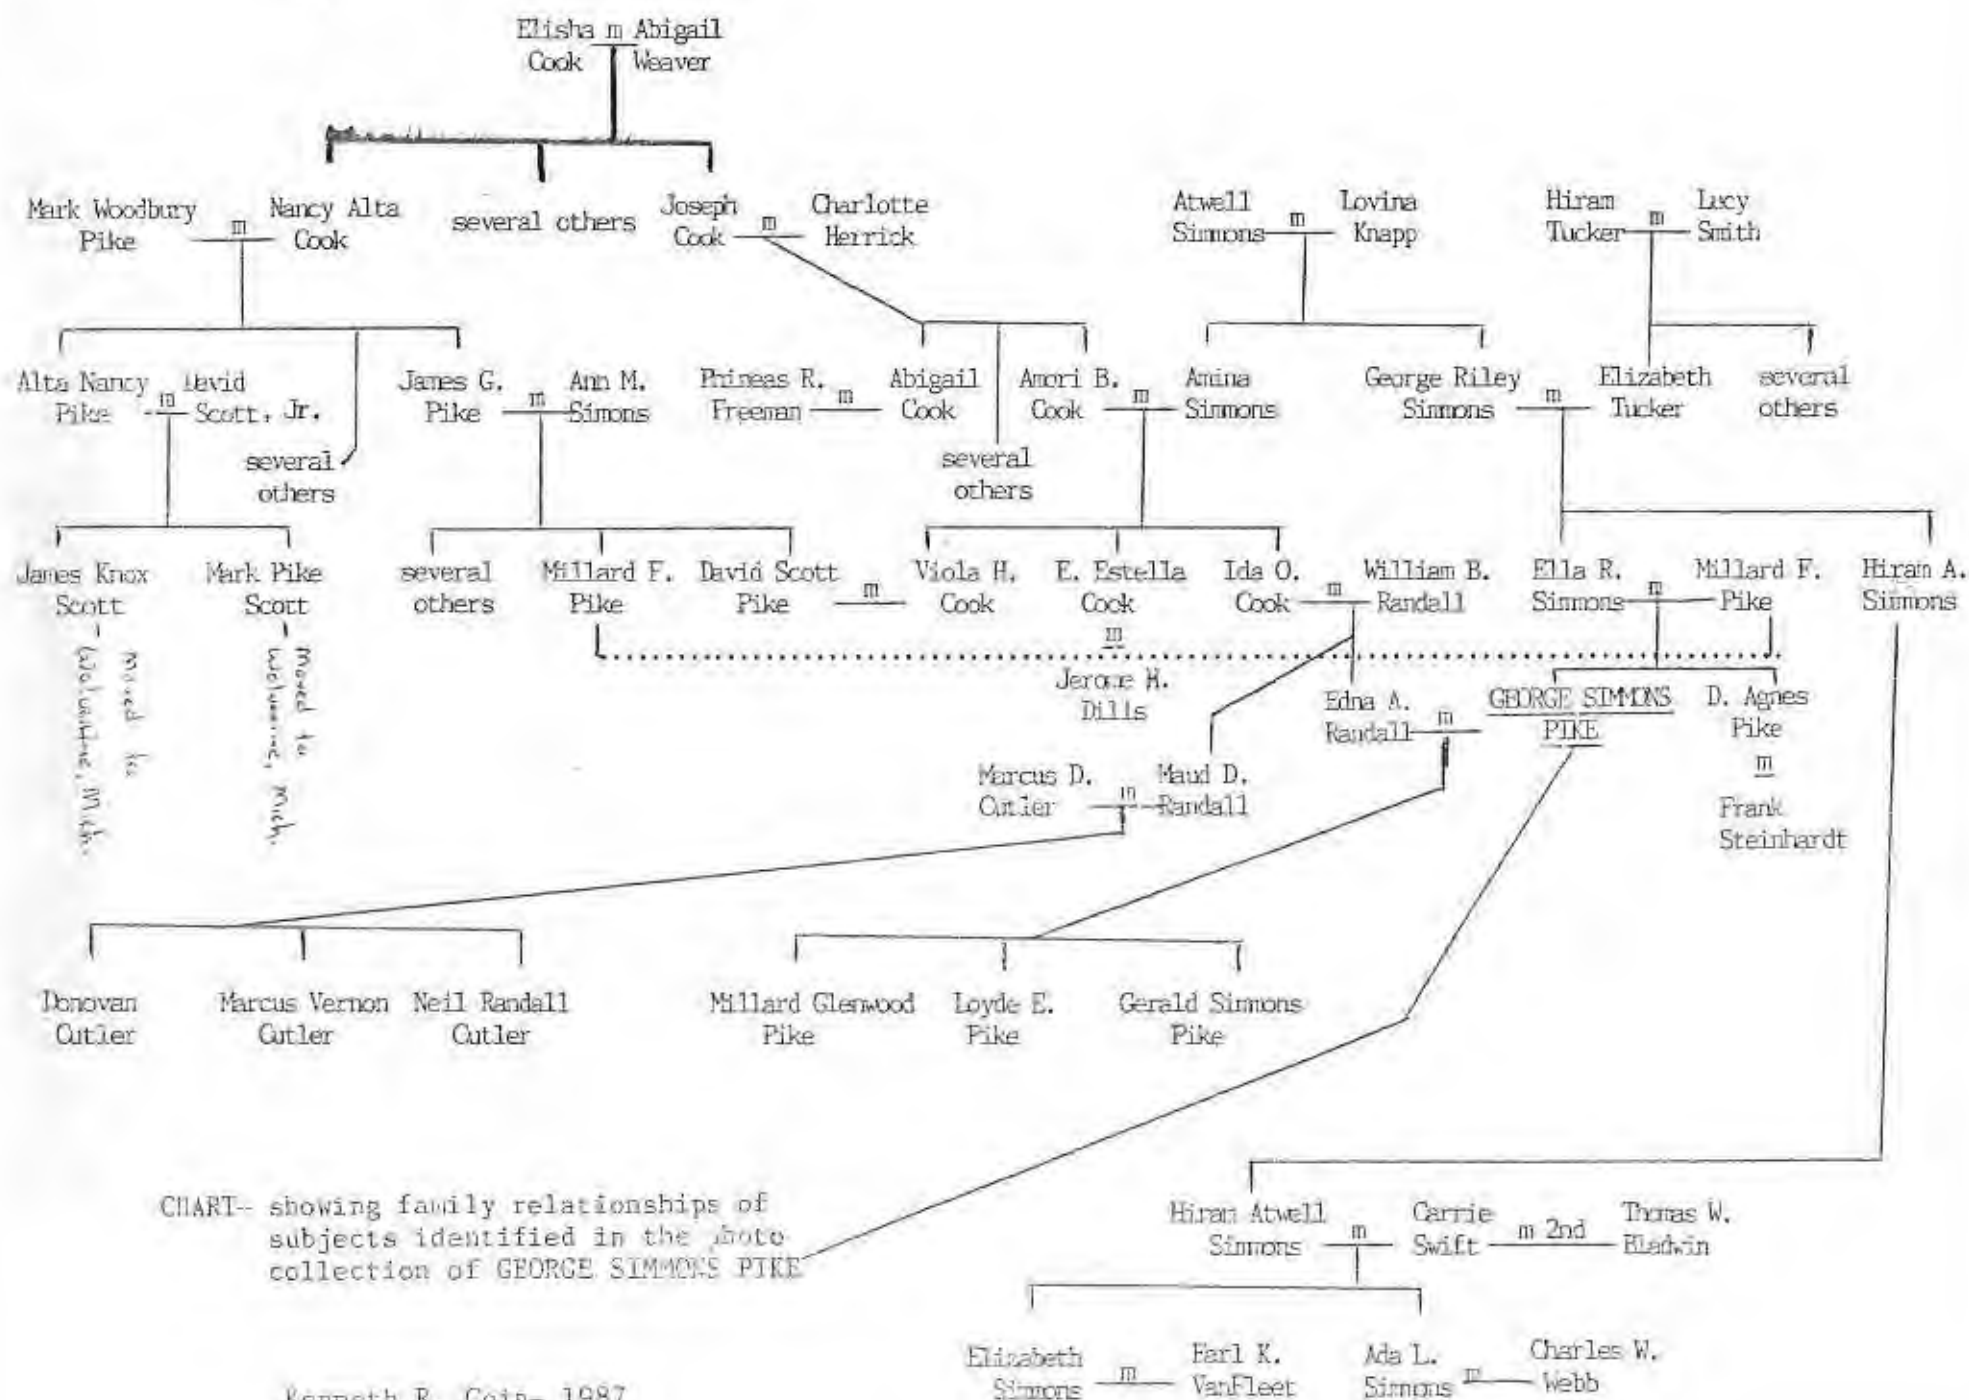 Elisha m Abigail
Cook Weaver
Mark Woodbury
Pike
m
Nancy Alta
Cook
several others
Joseph
Cook
m
Charlotte
Herrick
Atwell
Simmons
m
Lovina
Knapp
Hiram
Tucker
m
Lucy
Smith
Alta Nancy
Pike
m
David
Scott, Jr.
several
others
James G.
Pike
m
Ann M.
Simons
Phineas R.
Freeman
m
Abigail
Cook
several
others
Amori B.
Cook
m
Amina
Simmons
George Riley
Simmons
m
Elizabeth
Tucker
several
others
James Knox
Scott
moved to
Wolverine, Mich.
Mark Pike
Scott
moved to
Wolverine, Mich.
several
others
Millard F.
Pike
David Scott
Pike
m
Viola H.
Cook
E. Estella
Cook
m
Jerome H.
Dills
Ida O.
Cook
m
William B.
Randall
Ella R.
Simmons
m
Millard F.
Pike
Hiram A.
Simmons
Edna A.
Randall
m
GEORGE SIMMONS
PIKE
D. Agnes
Pike
m
Frank
Steinhardt
Marcus D.
Cutler
m
Maud D.
Randall
Donovan
Cutler
Marcus Vernon
Cutler
Neil Randall
Cutler
Millard Glenwood
Pike
Loyde E.
Pike
Gerald Simmons
Pike
CHART-- showing family relationships of
subjects identified in the photo
collection of GEORGE SIMMONS PIKE
Hiram Atwell
Simmons
m
Carrie
Swift
m 2nd
Thomas W.
Bladwin
Elizabeth
Simmons
m
Earl K.
VanFleet
Ada L.
Simmons
m
Charles W.
Webb
Kenneth R. 1987